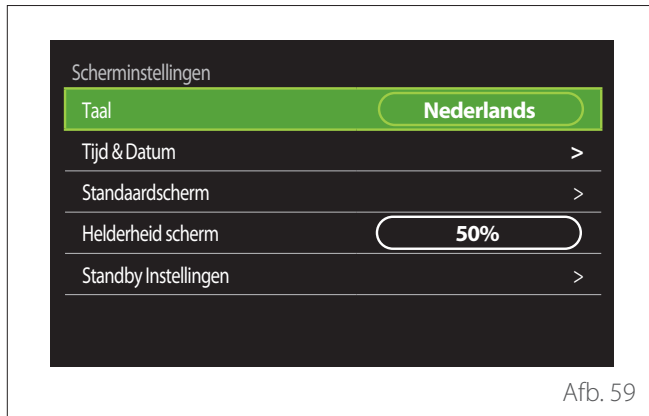 Scherminstellingen
Taal Nederlands
Tijd & Datum >
Standaardscherm >
Helderheid scherm 50%
Standby Instellingen >
Afb. 59